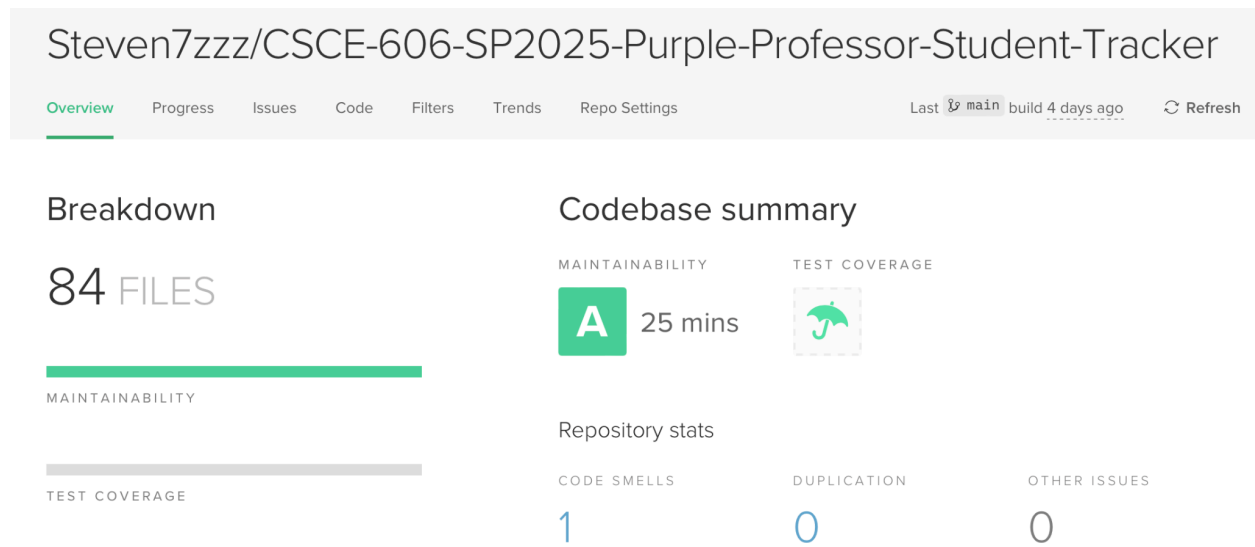 Steven7zzz/CSCE-606-SP2025-Purple-Professor-Student-Tracker
Overview Progress Issues Code Filters Trends Repo Settings Last main build 4 days ago Refresh
Breakdown
84 FILES
MAINTAINABILITY
TEST COVERAGE
Codebase summary
MAINTAINABILITY TEST COVERAGE
A 25 mins
Repository stats
CODE SMELLS DUPLICATION OTHER ISSUES
1 0 0